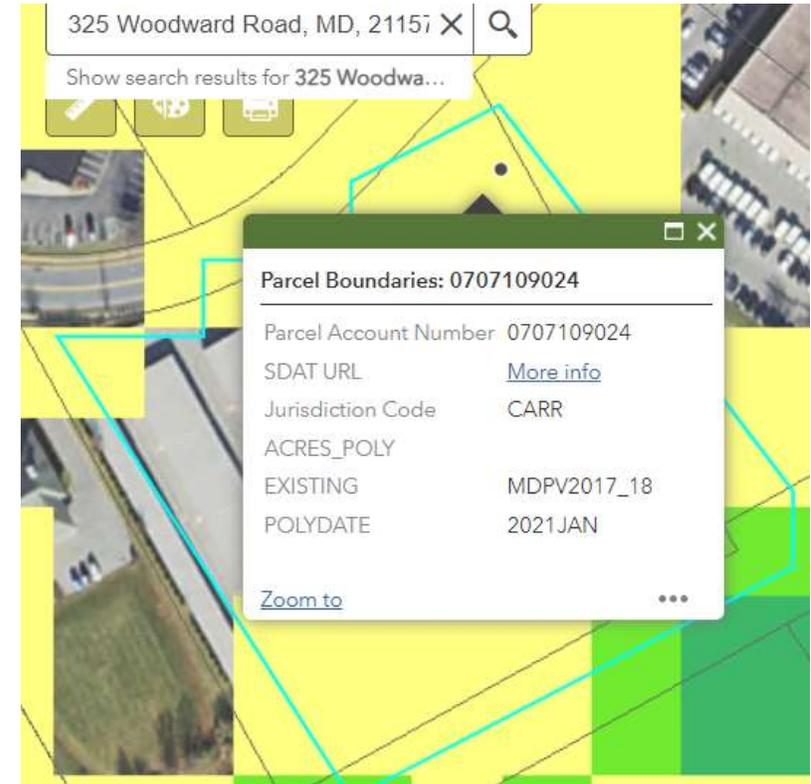 325 Woodward Road, MD, 21157
Show search results for 325 Woodwa...
Parcel Boundaries: 0707109024
Parcel Account Number 0707109024
SDAT URL More info
Jurisdiction Code CARR
ACRES_POLY
EXISTING MDPV2017_18
POLYDATE 2021JAN
Zoom to